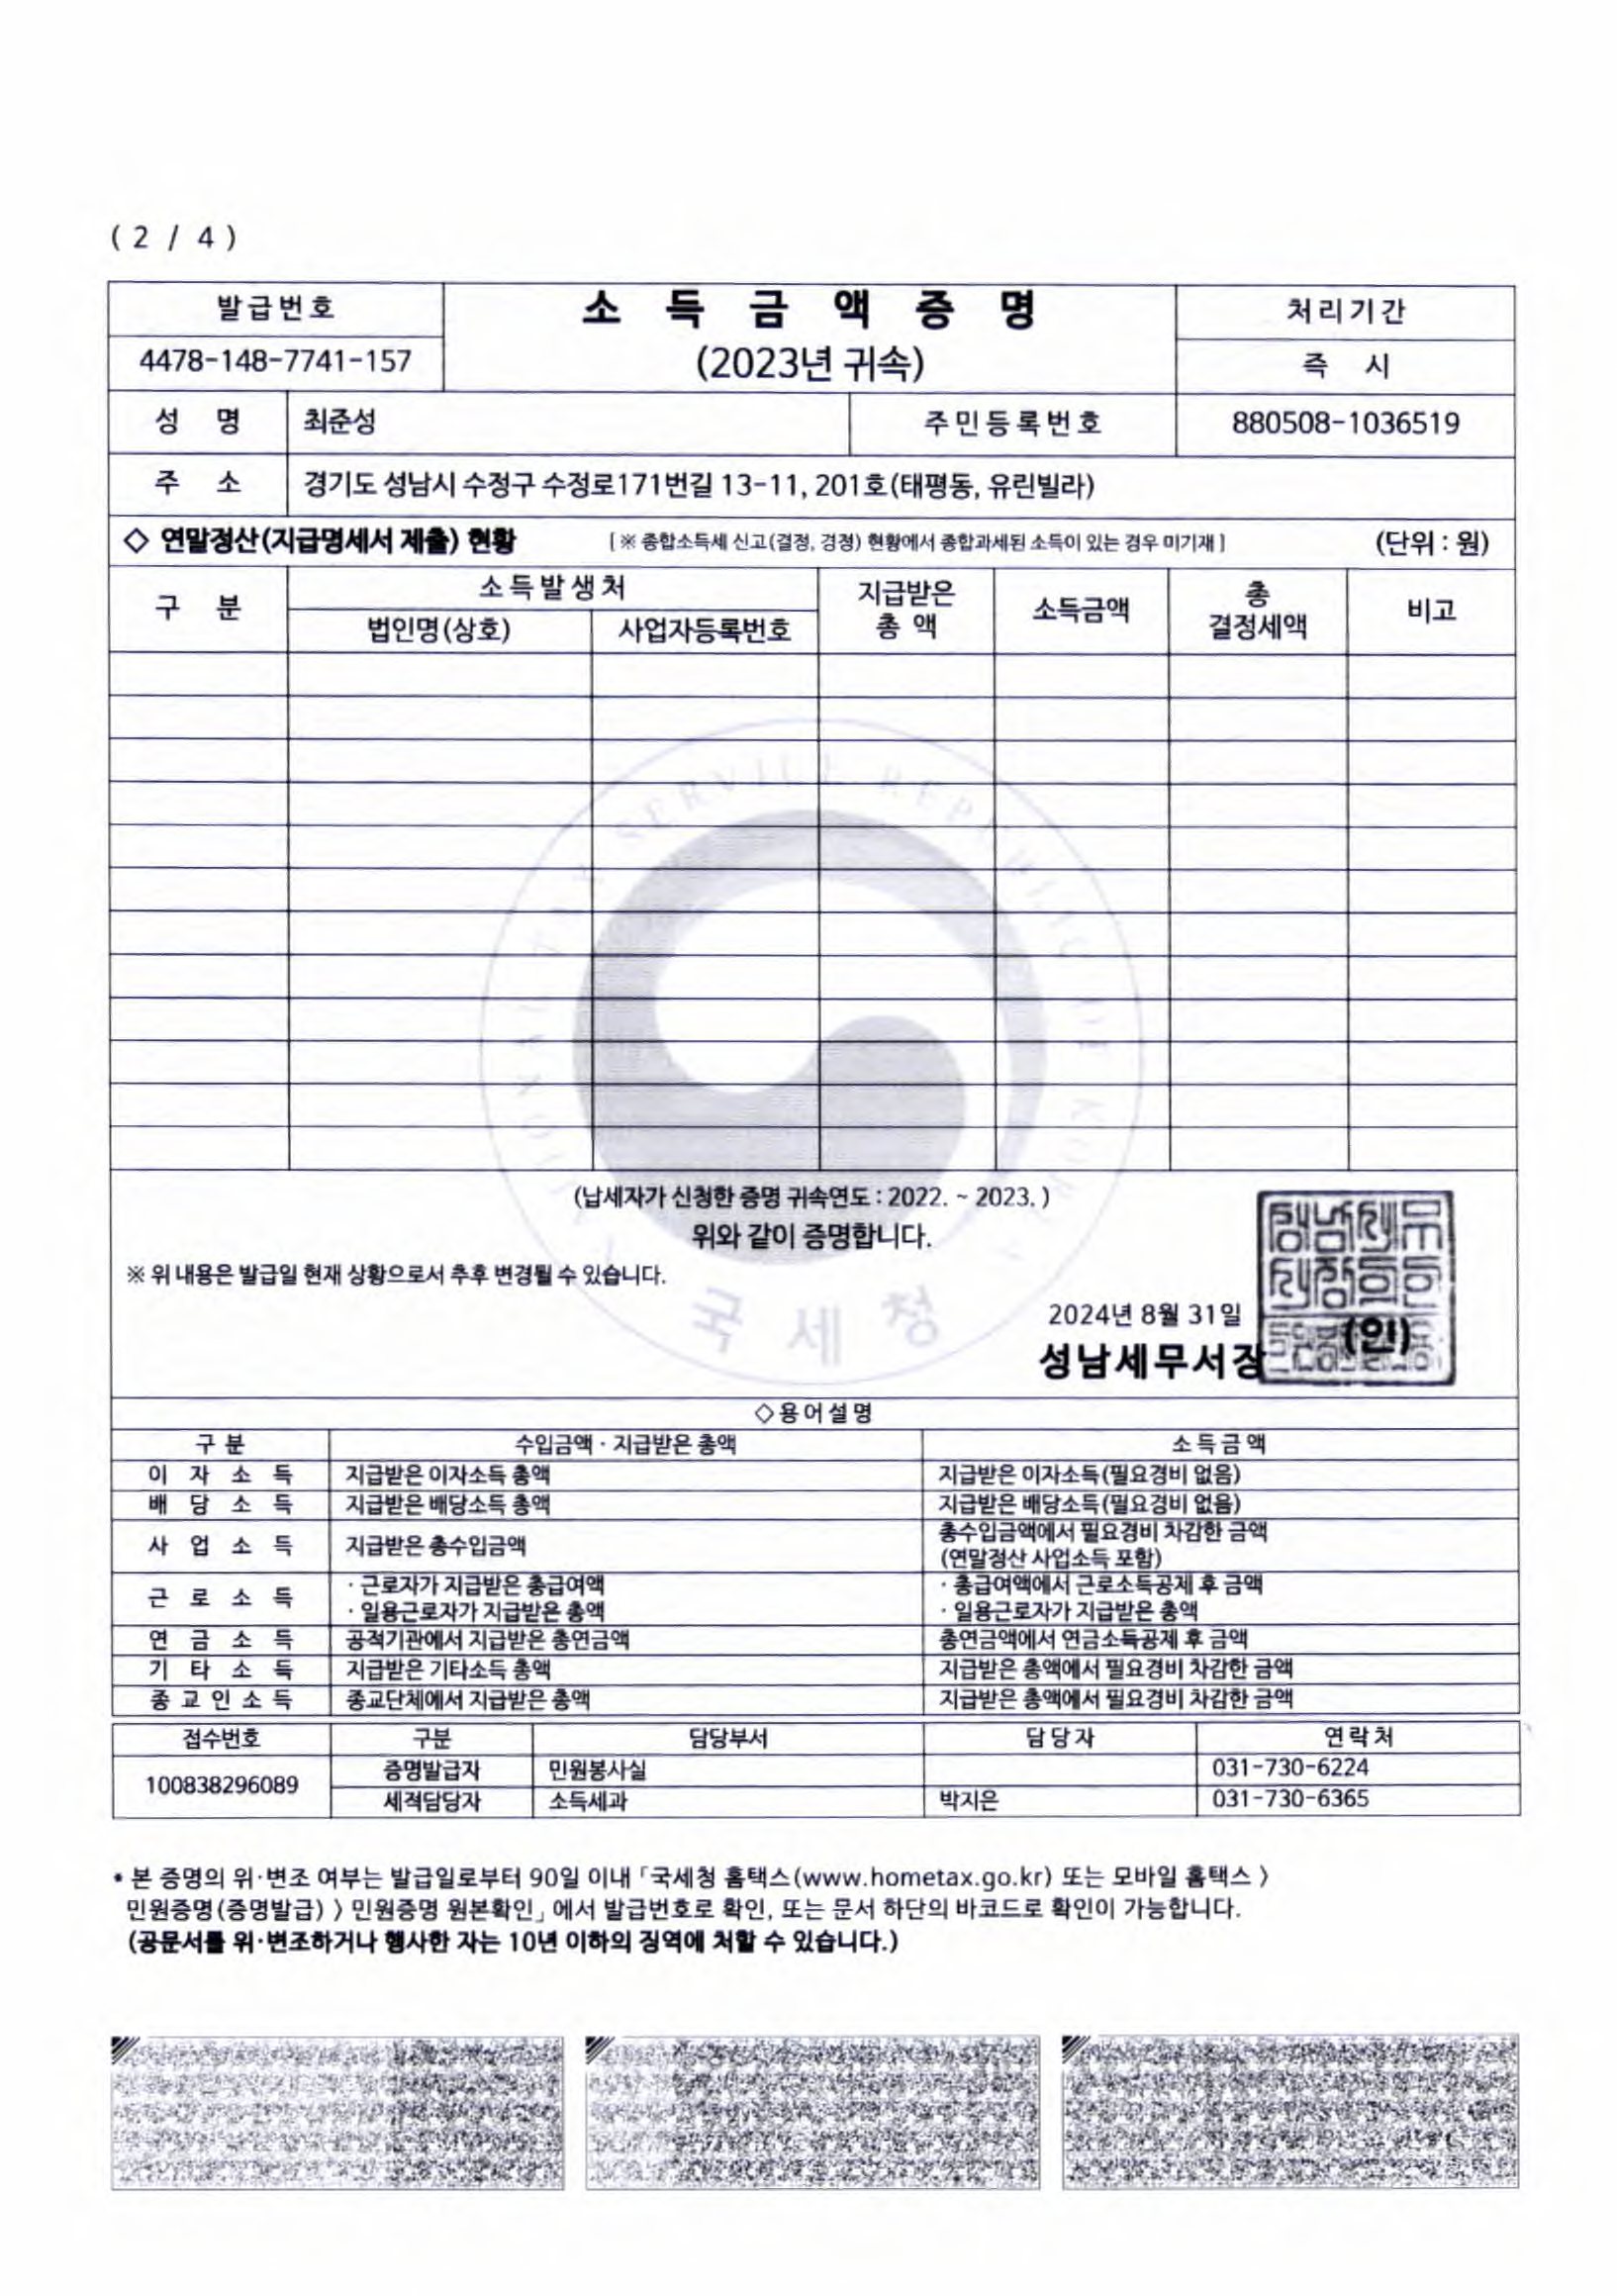 ( 2 / 4 )
발급번호
소 득 금 액 증 명
처리기간
4478-148-7741-157
(2023년 귀속)
즉 시
성 명 최준성 주민등록번호 880508-1036519
주 소 경기도 성남시 수정구 수정로171번길 13-11, 201호(태평동, 유린빌라)
◇ 연말정산(지급명세서 제출) 현황 [ ※ 종합소득세 신고(결정, 경정) 현황에서 종합과세된 소득이 있는 경우 미기재 ] (단위 : 원)
구 분 소득발생처 지급받은 총 액 소득금액 총 결정세액 비고
법인명(상호) 사업자등록번호
(납세자가 신청한 증명 귀속연도 : 2022. ~ 2023. )
위와 같이 증명합니다.
※ 위 내용은 발급일 현재 상황으로서 추후 변경될 수 있습니다.
국 세 청
2024년 8월 31일
성남세무서장 (인)
◇용어설명
구 분 수입금액 · 지급받은 총액 소 득 금 액
이 자 소 득 지급받은 이자소득 총액 지급받은 이자소득(필요경비 없음)
배 당 소 득 지급받은 배당소득 총액 지급받은 배당소득(필요경비 없음)
사 업 소 득 지급받은 총수입금액 총수입금액에서 필요경비 차감한 금액
(연말정산 사업소득 포함)
근 로 소 득 · 근로자가 지급받은 총급여액 · 총급여액에서 근로소득공제 후 금액
· 일용근로자가 지급받은 총액 · 일용근로자가 지급받은 총액
연 금 소 득 공적기관에서 지급받은 총연금액 총연금액에서 연금소득공제 후 금액
기 타 소 득 지급받은 기타소득 총액 지급받은 총액에서 필요경비 차감한 금액
종 교 인 소 득 종교단체에서 지급받은 총액 지급받은 총액에서 필요경비 차감한 금액
접수번호 구분 담당부서 담당자 연락처
100838296089 증명발급자 민원봉사실 031-730-6224
세적담당자 소득세과 박지은 031-730-6365
* 본 증명의 위·변조 여부는 발급일로부터 90일 이내 「국세청 홈택스(www.hometax.go.kr) 또는 모바일 홈택스 〉
민원증명(증명발급) 〉 민원증명 원본확인」에서 발급번호로 확인, 또는 문서 하단의 바코드로 확인이 가능합니다.
(공문서를 위·변조하거나 행사한 자는 10년 이하의 징역에 처할 수 있습니다.)